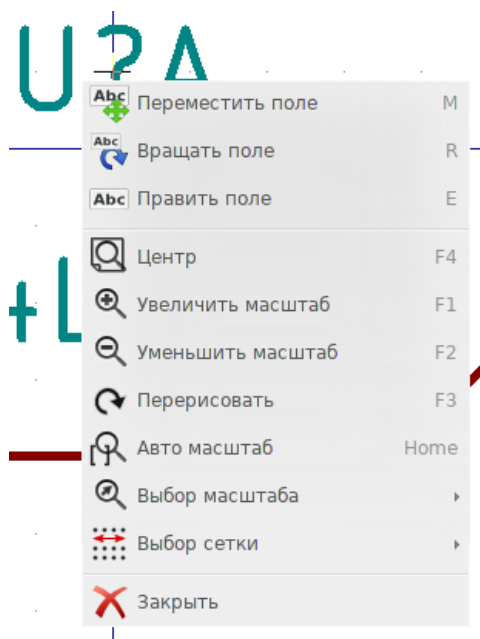 U?A
Abc Переместить поле M
Abc Вращать поле R
Abc Править поле E
Центр F4
+
Увеличить масштаб F1
Уменьшить масштаб F2
Перерисовать F3
Авто масштаб Home
Выбор масштаба
Выбор сетки
Закрыть